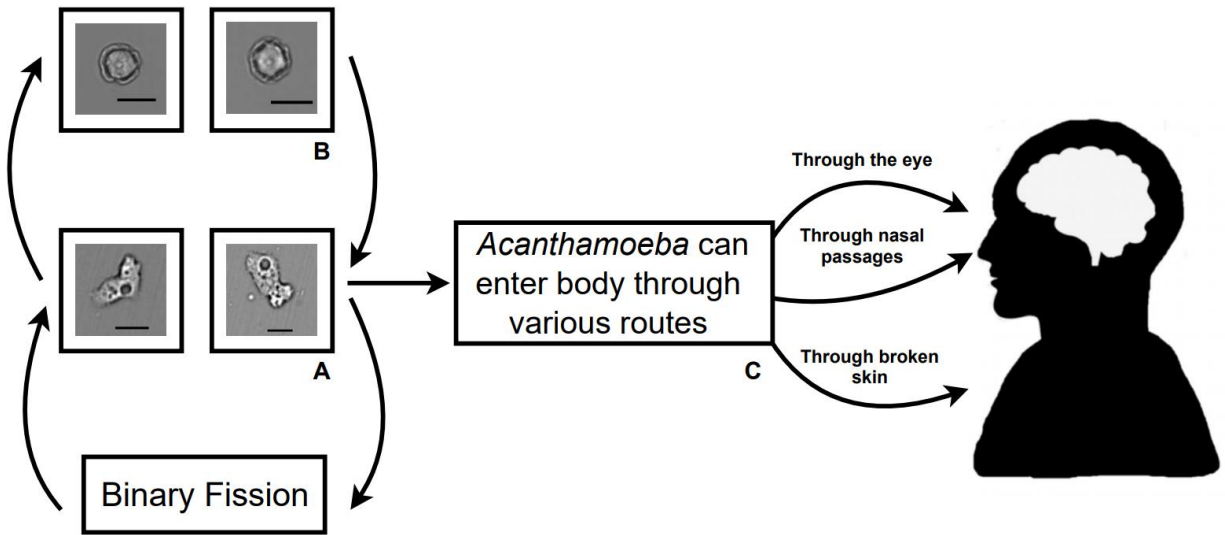 B
A
Binary Fission
Acanthamoeba can
enter body through
various routes
C
Through the eye
Through nasal
passages
Through broken
skin